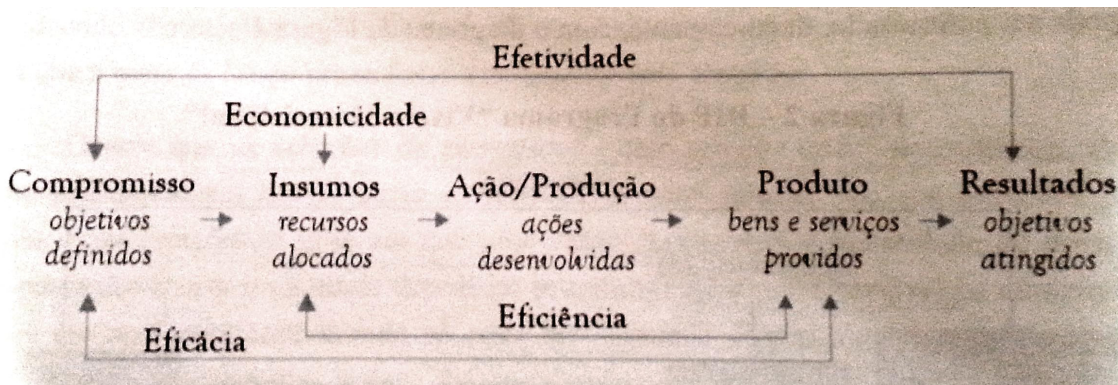 Efetividade
Economicidade
Compromisso Insumos Ação/Produção Produto Resultados
objetivos recursos ações bens e serviços objetivos
definidos alocados desenvolvidas providos atingidos
Eficiência
Eficácia